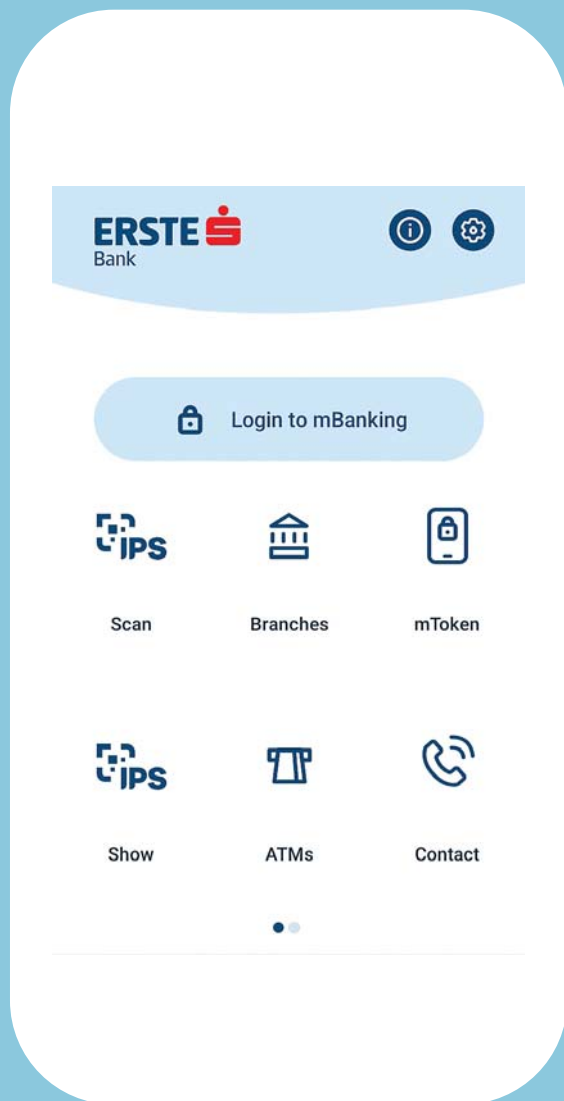 ERSTE
Bank
Login to mBanking
IPS
Scan
Branches
mToken
IPS
Show
ATMs
Contact